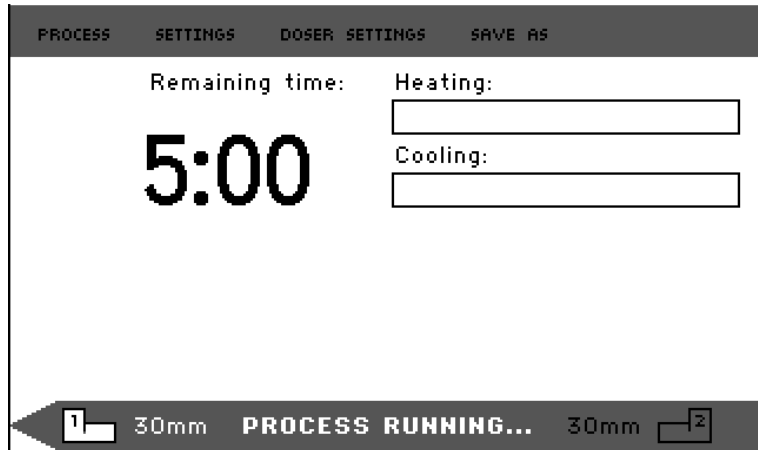 PROCESS SETTINGS DOSER SETTINGS SAVE AS
Remaining time: Heating:
5:00
Cooling:
1 30mm PROCESS RUNNING... 30mm 2